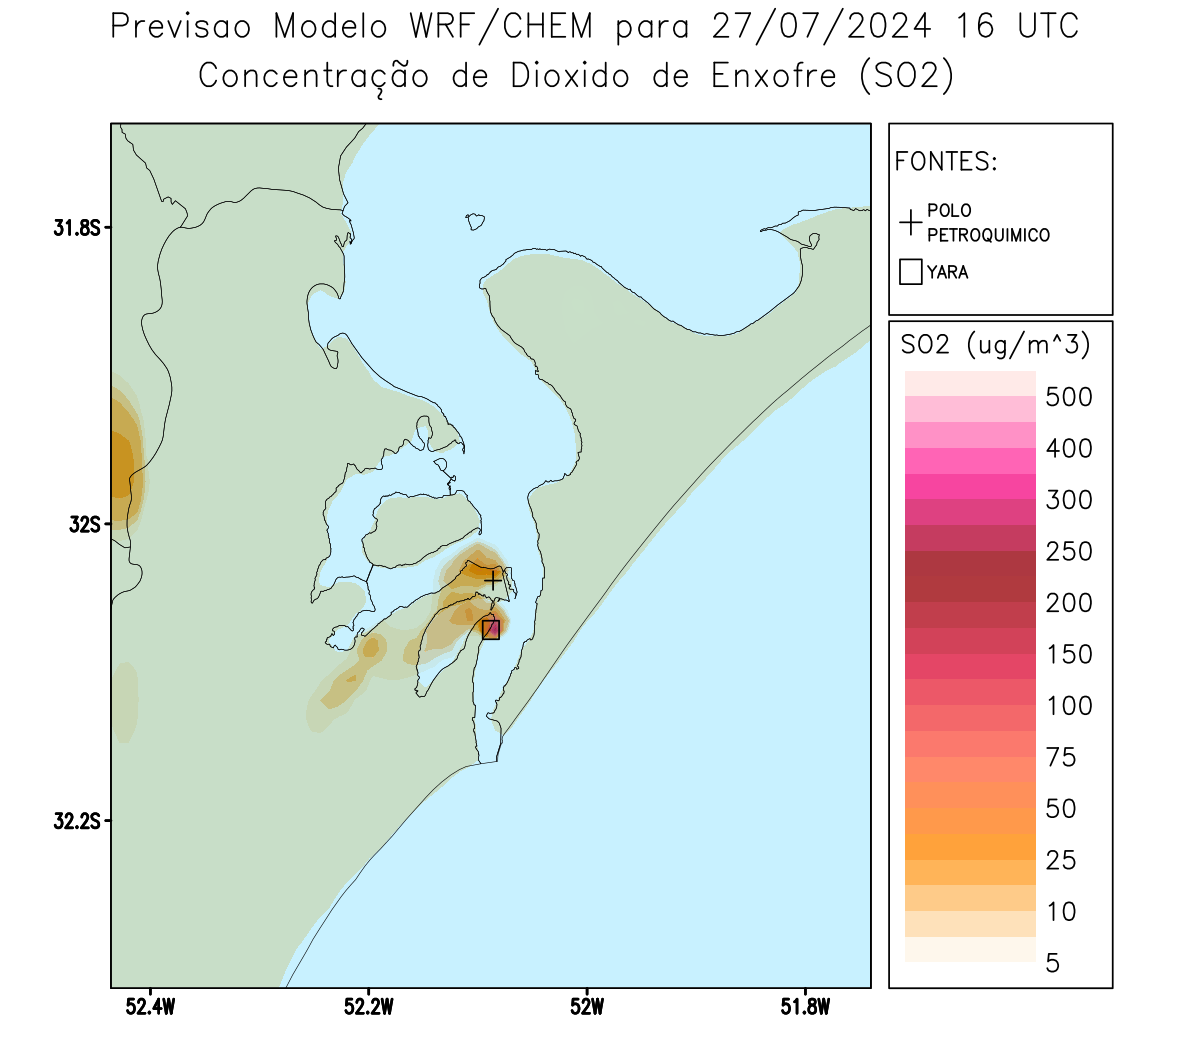 Previsao Modelo WRF/CHEM para 27/07/2024 16 UTC
Concentração de Dioxido de Enxofre (SO2)
FONTES:
POLO
PETROQUIMICO
YARA
31.8S
32S
32.2S
52.4W
52.2W
52W
51.8W
SO2 (ug/m^3)
500
400
300
250
200
150
100
75
50
25
10
5